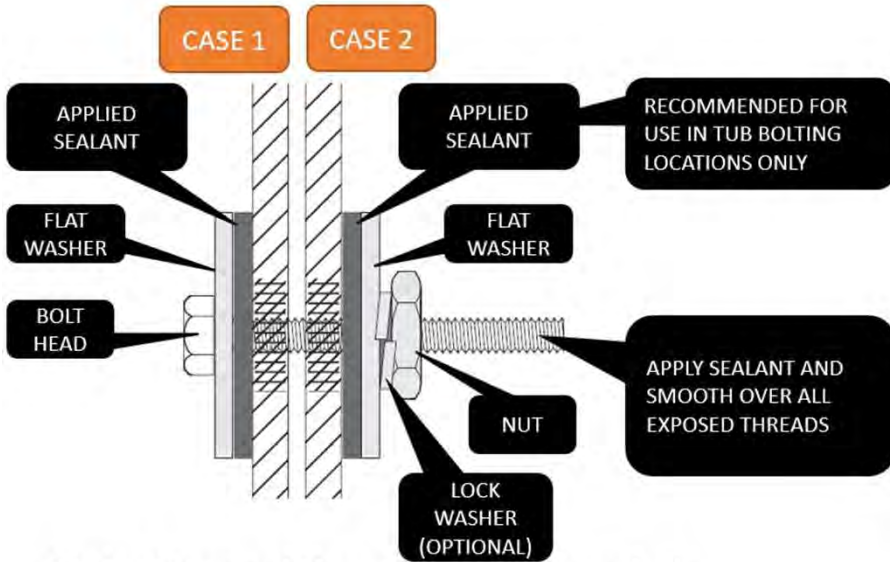 CASE 1
CASE 2
APPLIED
SEALANT
APPLIED
SEALANT
RECOMMENDED FOR
USE IN TUB BOLTING
LOCATIONS ONLY
FLAT
WASHER
FLAT
WASHER
BOLT
HEAD
APPLY SEALANT AND
SMOOTH OVER ALL
EXPOSED THREADS
NUT
LOCK
WASHER
(OPTIONAL)